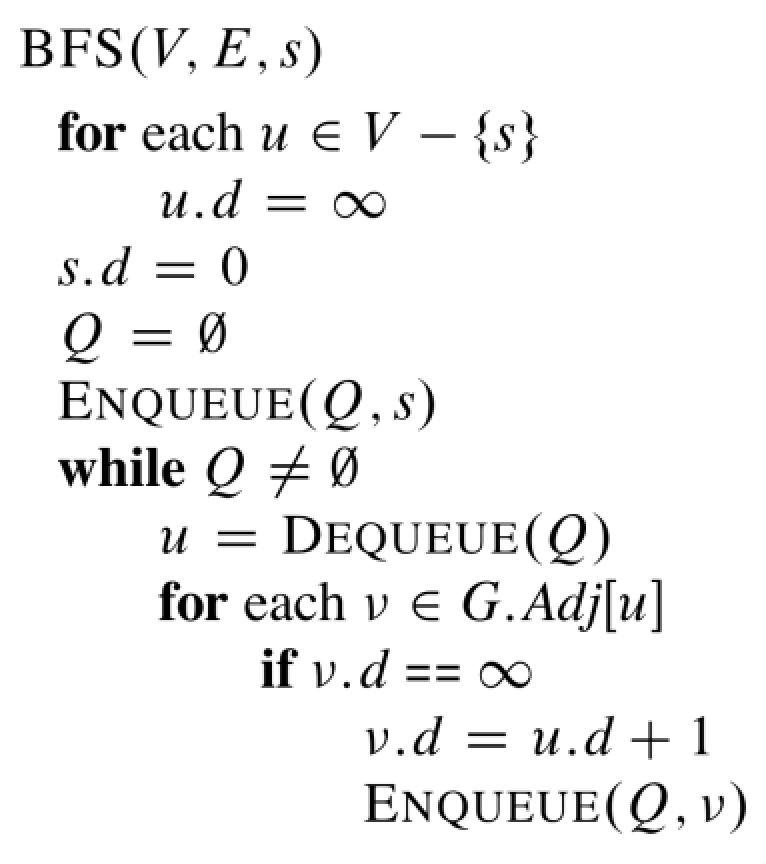 BFS(V, E, s)
for each u ∈ V − {s}
u.d = ∞
s.d = 0
Q = ∅
ENQUEUE(Q, s)
while Q ≠ ∅
u = DEQUEUE(Q)
for each v ∈ G.Adj[u]
if v.d == ∞
v.d = u.d + 1
ENQUEUE(Q, v)